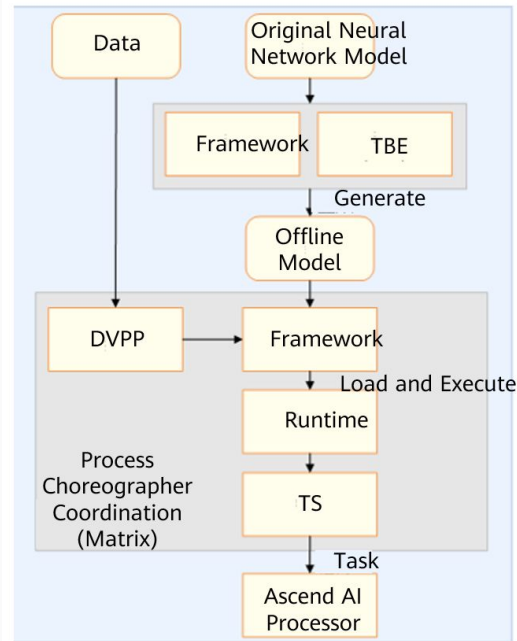 Data
Original Neural
Network Model
Framework
TBE
Generate
Offline
Model
DVPP
Framework
Load and Execute
Runtime
Process
Choreographer
Coordination
(Matrix)
TS
Task
Ascend AI
Processor